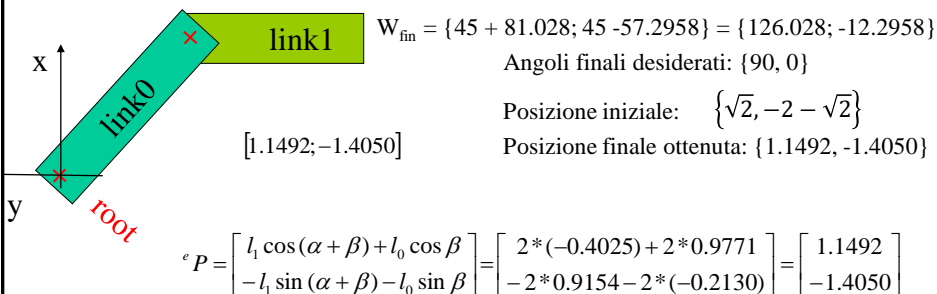 link1
W_fin = {45 + 81.028; 45 -57.2958} = {126.028; -12.2958}
x
Angoli finali desiderati: {90, 0}
link0
Posizione iniziale: {√2, −2 − √2}
[1.1492;−1.4050]
Posizione finale ottenuta: {1.1492, -1.4050}
y
root
ᵉP = [l₁ cos (α + β) + l₀ cos β; −l₁ sin (α + β) − l₀ sin β] = [2*(−0.4025) + 2*0.9771; −2*0.9154 − 2*(−0.2130)] = [1.1492; −1.4050]